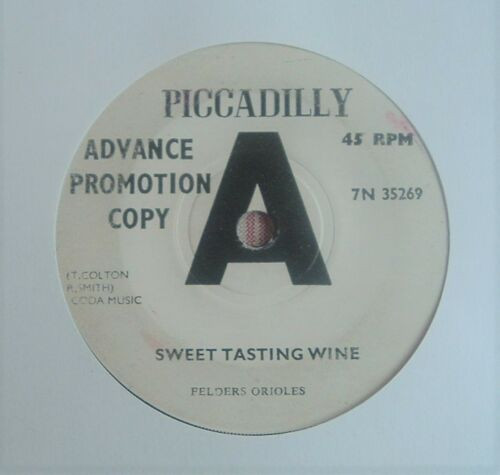 PICCADILLY
45 RPM
ADVANCE
PROMOTION
COPY
A
7N 35269
(T.COLTON
R.SMITH)
CODA MUSIC
SWEET TASTING WINE
FELDERS ORIOLES